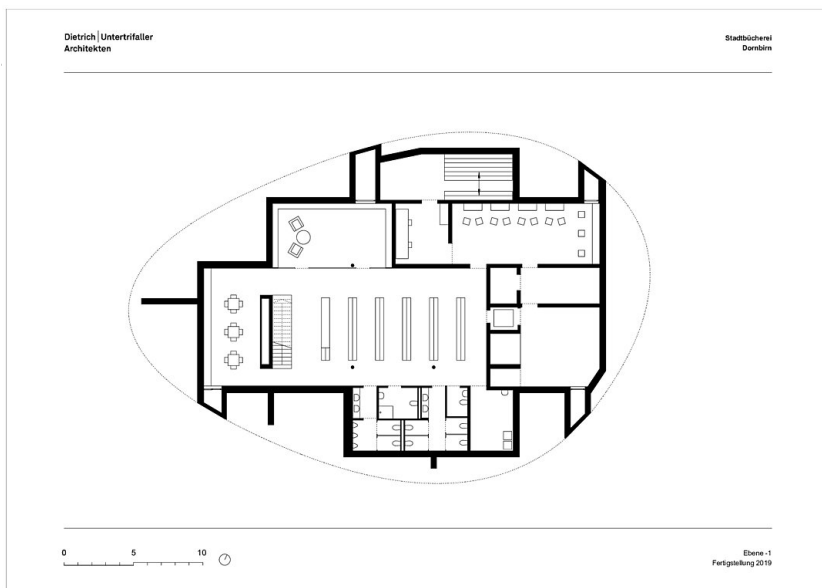 Dietrich | Untertrifaller
Architekten
Stadtbücherei
Dornbirn
0 5 10
Ebene -1
Fertigstellung 2019